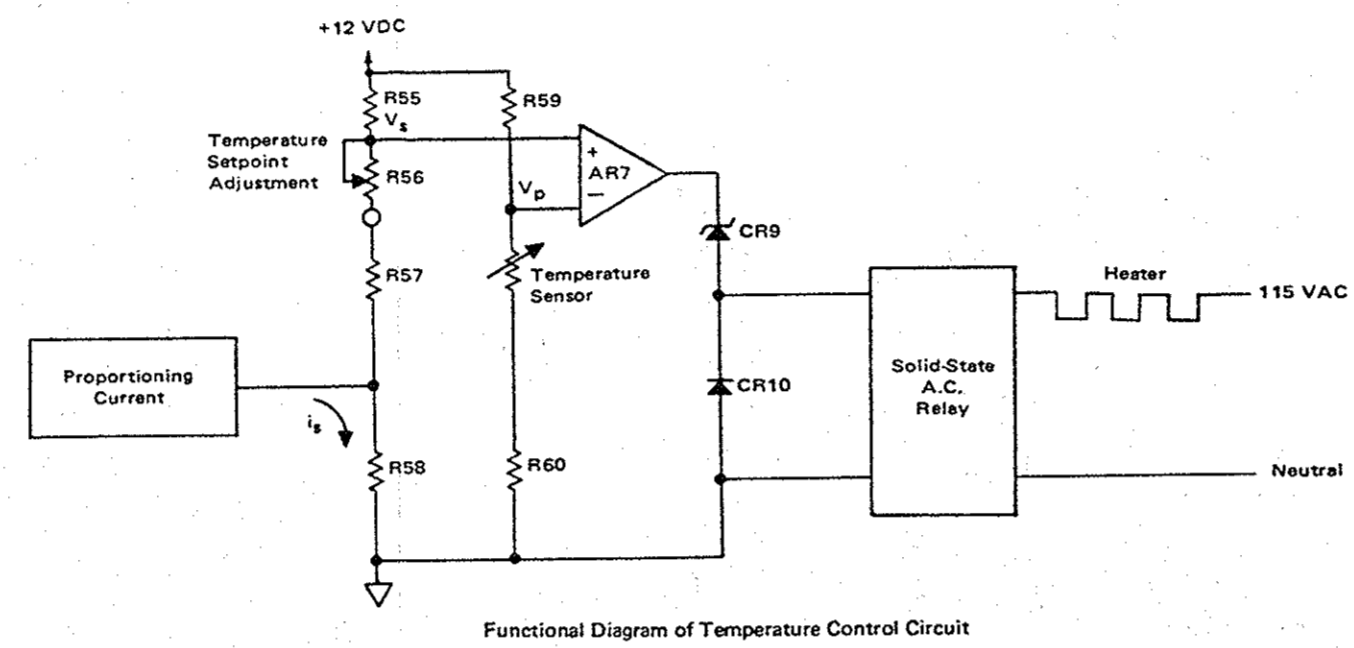 +12 VDC
R55
R59
Vs
Temperature
Setpoint
Adjustment
R56
+
AR7
−
Vp
CR9
R57
Temperature
Sensor
Heater
115 VAC
Proportioning
Current
is
Solid-State
A.C.
Relay
CR10
R58
R60
Neutral
Functional Diagram of Temperature Control Circuit